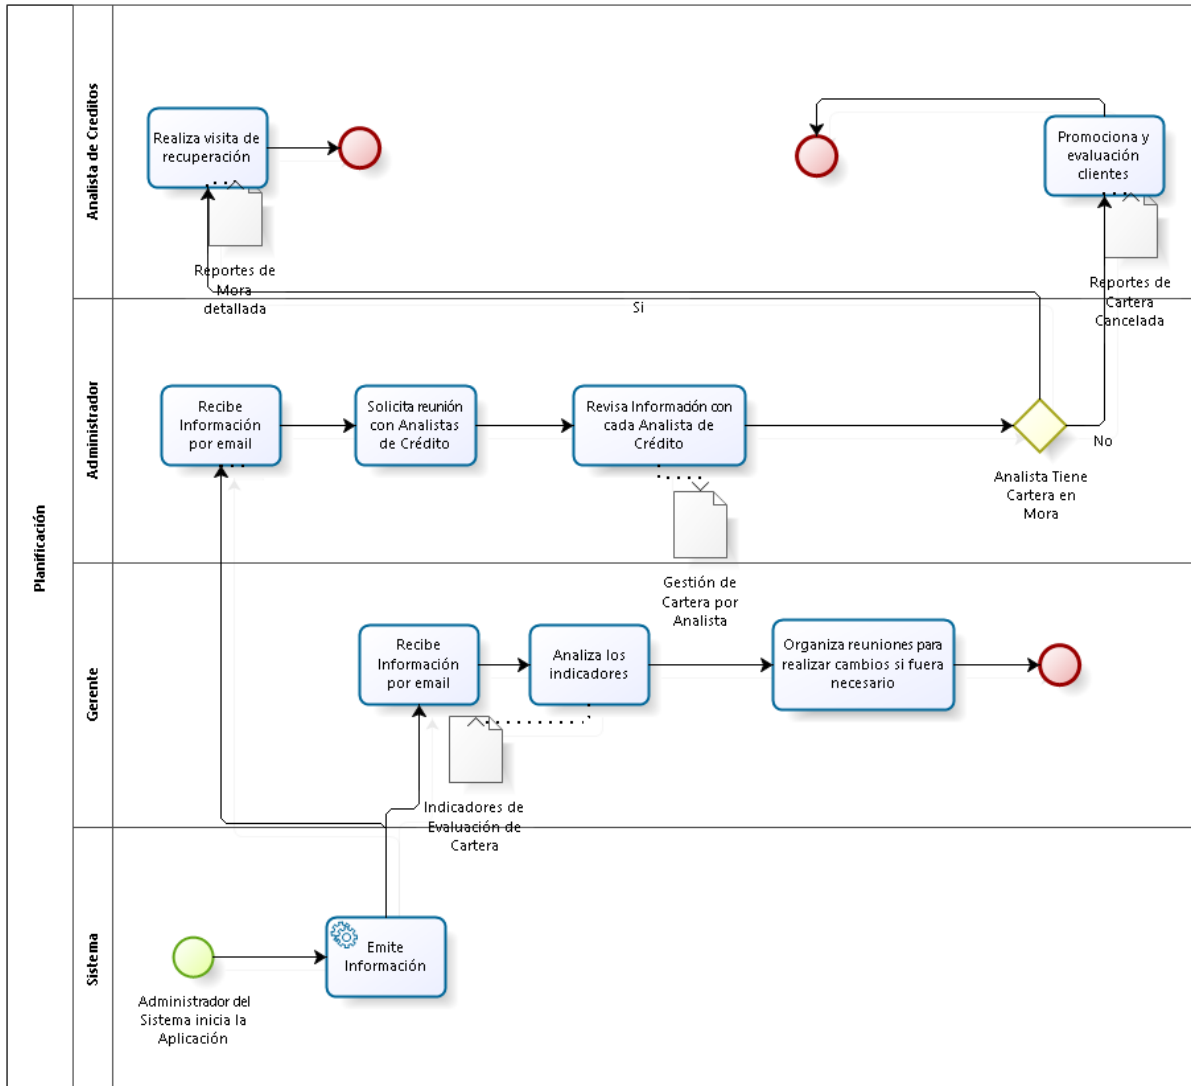 Planificación
Analista de Creditos
Realiza visita de
recuperación
Reportes de
Mora
detallada
Promociona y
evaluación
clientes
Reportes de
Cartera
Cancelada
Si
Administrador
Recibe
Información
por email
Solicita reunión
con Analistas
de Crédito
Revisa Información con
cada Analista de
Crédito
Gestión de
Cartera por
Analista
No
Analista Tiene
Cartera en
Mora
Gerente
Recibe
Información
por email
Analiza los
indicadores
Indicadores de
Evaluación de
Cartera
Organiza reuniones para
realizar cambios si fuera
necesario
Sistema
Administrador del
Sistema inicia la
Aplicación
Emite
Información